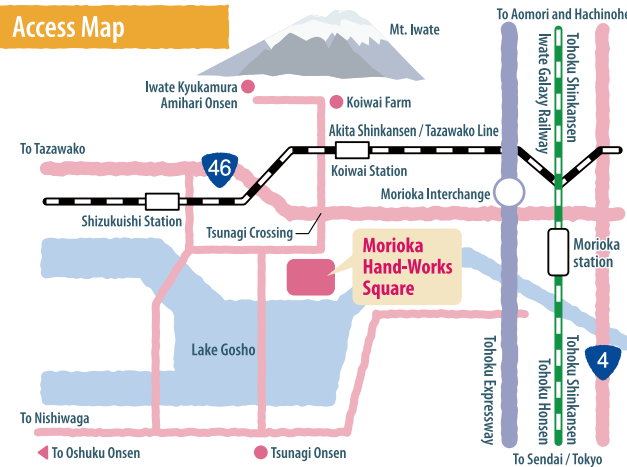 Access Map
Mt. Iwate
To Aomori and Hachinohe
Iwate Kyukamura
Amihari Onsen
Koiwai Farm
Tohoku Shinkansen
Iwate Galaxy Railway
Akita Shinkansen / Tazawako Line
To Tazawako
46
Koiwai Station
Morioka Interchange
Shizukuishi Station
Tsunagi Crossing
Morioka
Hand-Works
Square
Morioka
station
Lake Gosho
Tohoku Expressway
Tohoku Shinkansen
Tohoku Honsen
4
To Nishiwaga
To Oshuku Onsen
Tsunagi Onsen
To Sendai / Tokyo